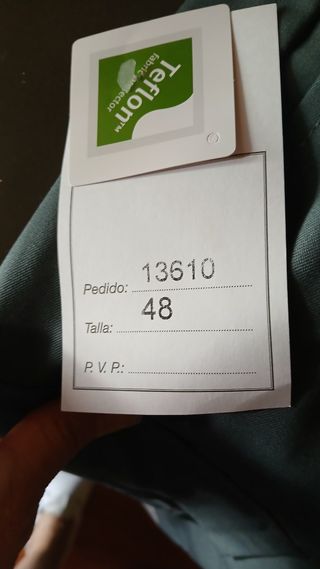 Teflon™
fabric protector
Pedido: 13610
Talla: 48
P. V. P.: